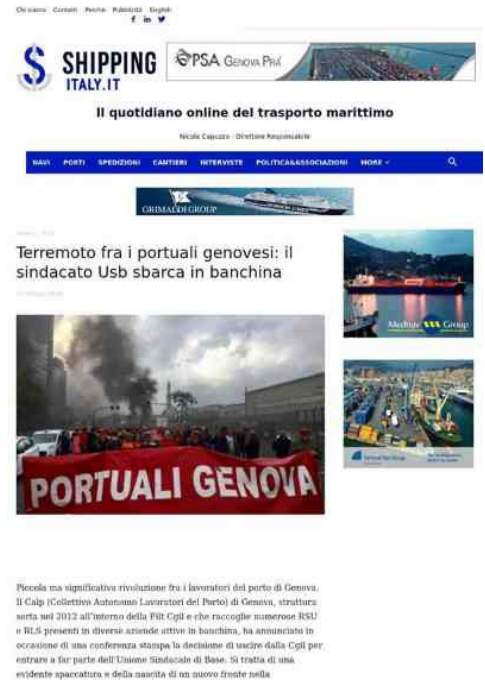 Chi siamo Contatti Perche Pubblicità English
SHIPPING
ITALY.IT
PSA GENOVA PRA'
Il quotidiano online del trasporto marittimo
Nicola Capuzzo - Direttore Responsabile
NAVI PORTI SPEDIZIONI CANTIERI INTERVISTE POLITICA&ASSOCIAZIONI MORE
GRIMALDI GROUP
Terremoto fra i portuali genovesi: il
sindacato Usb sbarca in banchina
Medtug Group
PORTUALI GENOVA
Piccola ma significativa rivoluzione fra i lavoratori del porto di Genova.
Il Calp (Collettivo Autonomo Lavoratori del Porto) di Genova, struttura
sorta nel 2012 all'interno della Filt Cgil e che raccoglie numerose RSU
e RLS presenti in diverse aziende attive in banchina, ha annunciato in
occasione di una conferenza stampa la decisione di uscire dalla Cgil per
entrare a far parte dell'Unione Sindacale di Base. Si tratta di una
evidente spaccatura e della nascita di un nuovo fronte nella